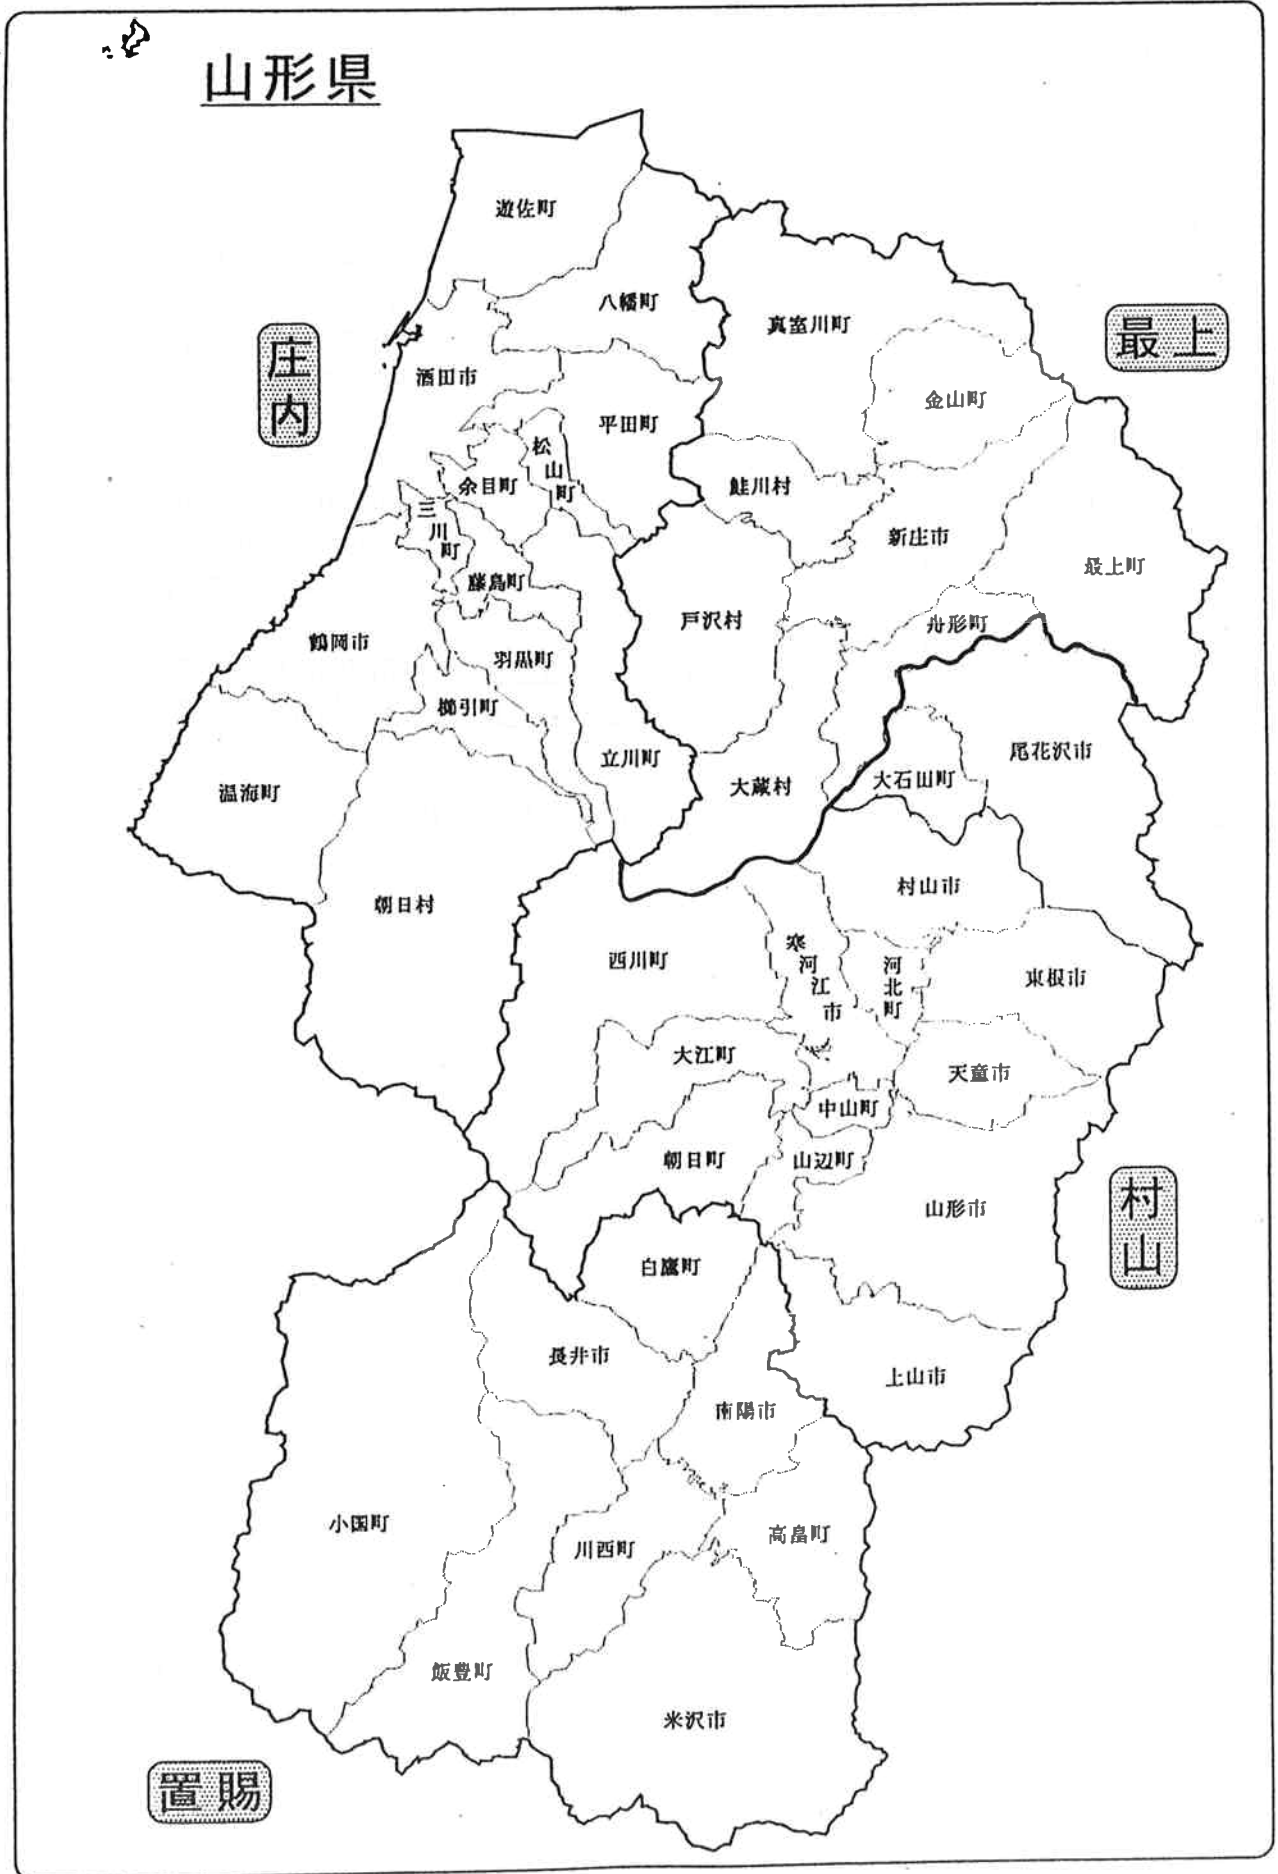 山形県
遊佐町
八幡町
真室川町
最上
庄内
酒田市
金山町
平田町
松山町
余目町
鮭川村
三川町
新庄市
最上町
藤島町
戸沢村
舟形町
鶴岡市
羽黒町
櫛引町
尾花沢市
立川町
大石田町
大蔵村
温海町
村山市
朝日村
西川町
寒河江市
河北町
東根市
大江町
天童市
中山町
朝日町
山辺町
山形市
村山
白鷹町
長井市
上山市
南陽市
小国町
高畠町
川西町
飯豊町
米沢市
置賜